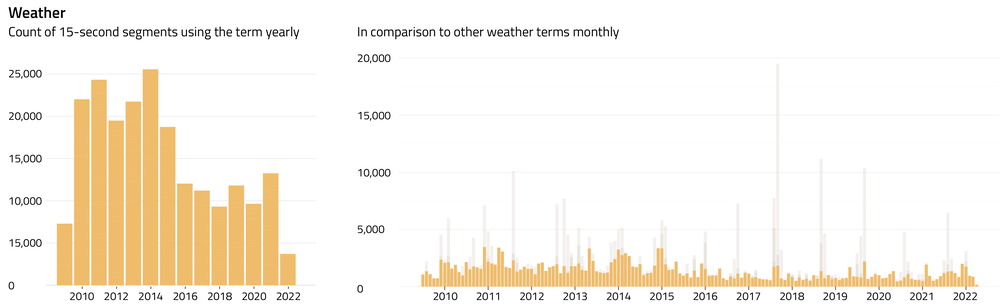 Weather
Count of 15-second segments using the term yearly
In comparison to other weather terms monthly
25,000
20,000
15,000
10,000
15,000
0
2010 2012 2014 2016 2018 2020 2022
20,000
15,000
10,000
5,000
0
2010 2011 2012 2013 2014 2015 2016 2017 2018 2019 2020 2021 2022